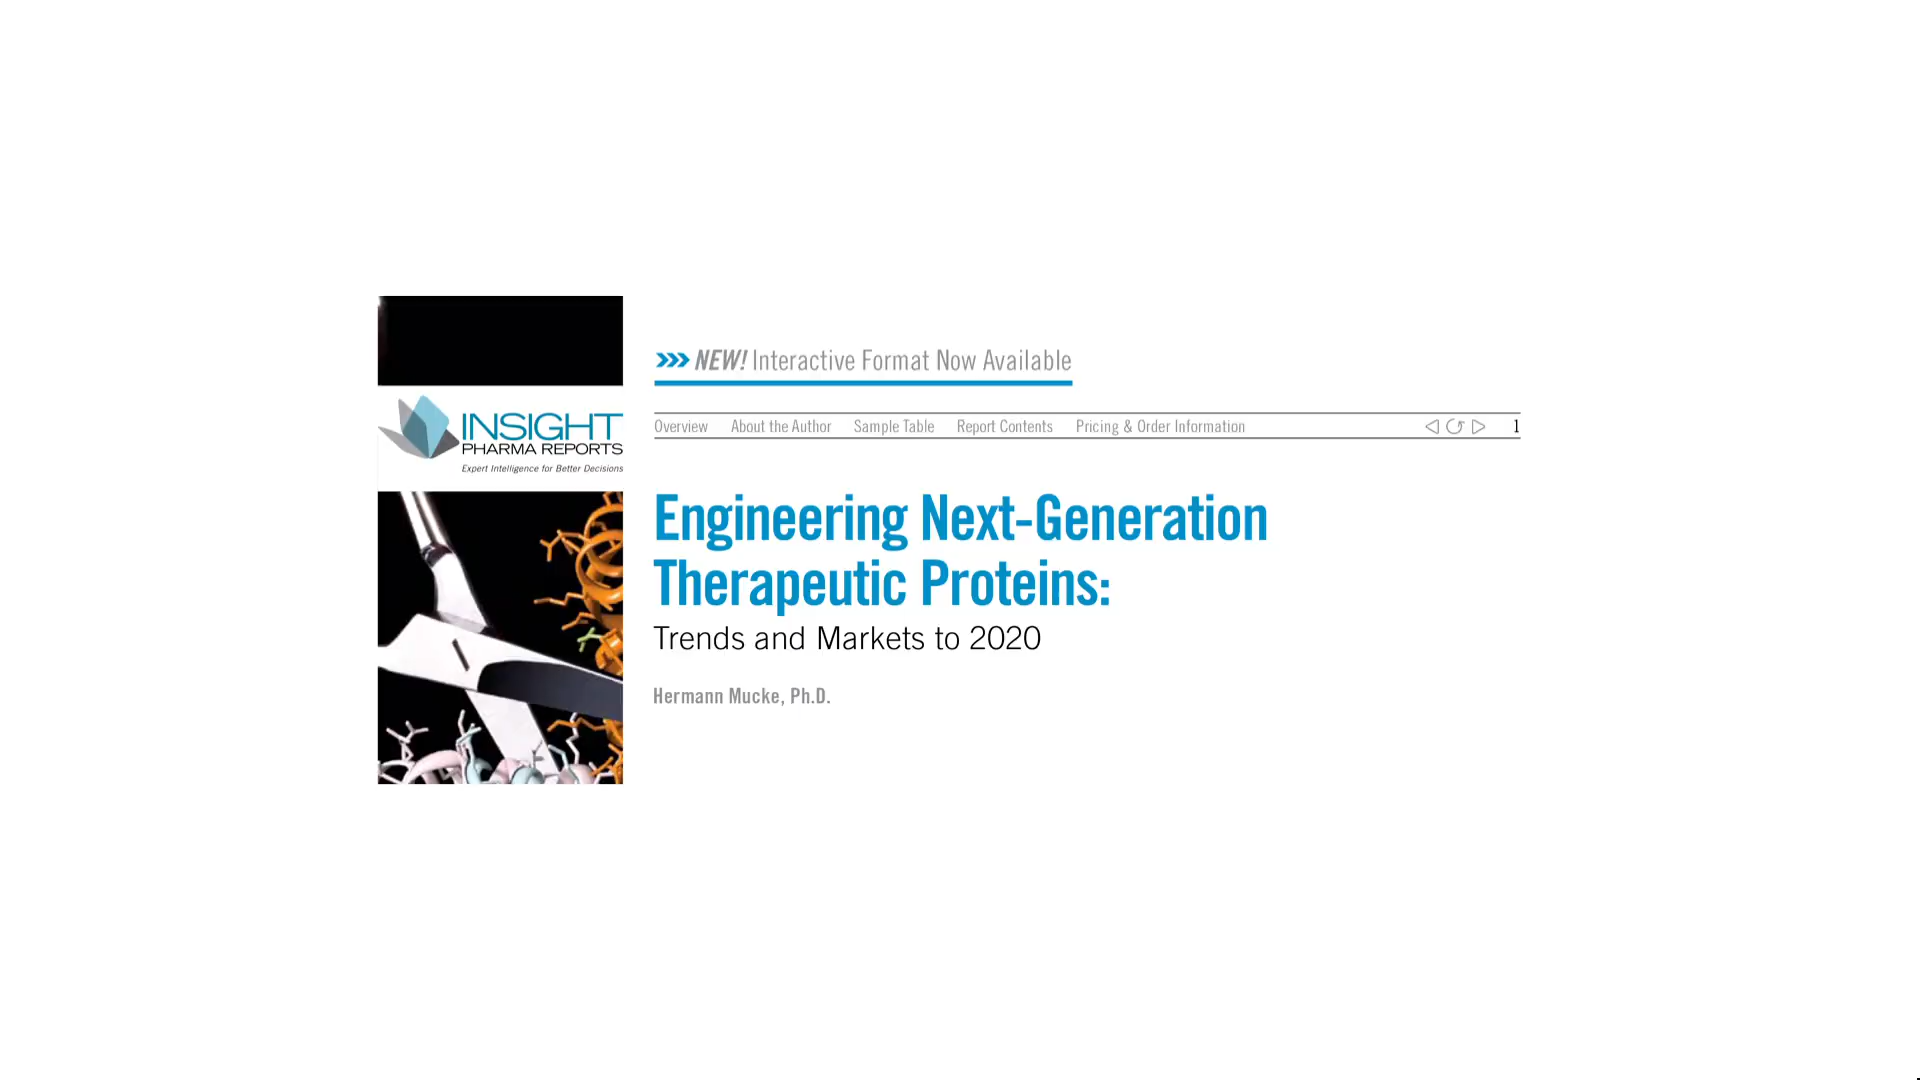 INSIGHT
PHARMA REPORTS
Expert Intelligence for Better Decisions
NEW! Interactive Format Now Available
Overview About the Author Sample Table Report Contents Pricing & Order Information 1
Engineering Next-Generation
Therapeutic Proteins:
Trends and Markets to 2020
Hermann Mucke, Ph.D.